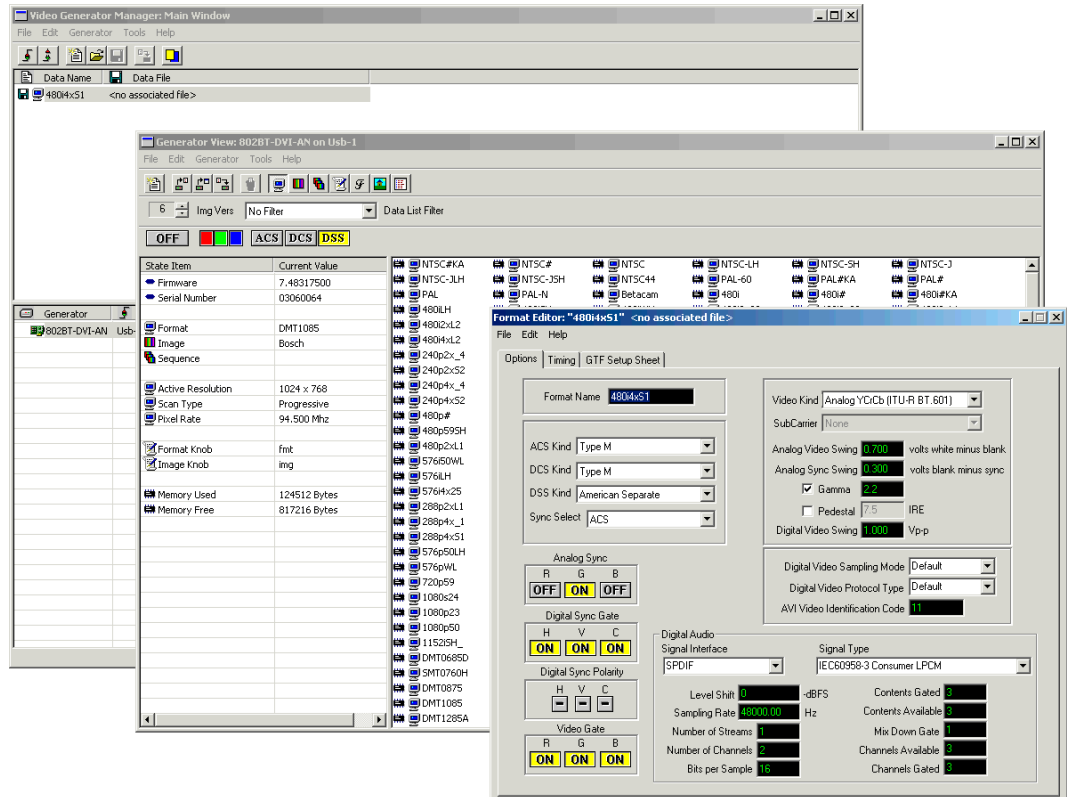 Video Generator Manager: Main Window
File Edit Generator Tools Help
Data Name Data File
480i4xS1 <no associated file>
Generator View: 802BT-DVI-AN on Usb-1
File Edit Generator Tools Help
6 Img Vers No Filter Data List Filter
OFF ACS DCS DSS
State Item Current Value
Firmware 7.48317500
Serial Number 03060064
Format DMT1085
Image Bosch
Sequence
Active Resolution 1024 x 768
Scan Type Progressive
Pixel Rate 94.500 Mhz
Format Knob fmt
Image Knob img
Memory Used 124512 Bytes
Memory Free 817216 Bytes
NTSC#KA NTSC# NTSC NTSC-LH NTSC-SH NTSC-J
NTSC-JLH NTSC-JSH NTSC44 PAL-60 PAL#KA PAL#
PAL PAL-N Betacam 480i 480i# 480i#KA
480iLH
480i2xL2
480i4xL2
240p2x_4
240p2xS2
240p4x_4
240p4xS2
480p#
480p59SH
480p2xL1
576i50WL
576iLH
576i4x25
288p2xL1
288p4x_1
288p4xS1
576p50LH
576pWL
720p59
1080s24
1080p23
1080p50
1152iSH_
DMT0685D
SMT0760H
DMT0875
DMT1085
DMT1285A
Generator
802BT-DVI-AN Usb-
Format Editor: "480i4xS1" <no associated file>
File Edit Help
Options Timing GTF Setup Sheet
Format Name 480i4xS1
ACS Kind Type M
DCS Kind Type M
DSS Kind American Separate
Sync Select ACS
Analog Sync
R G B
OFF ON OFF
Digital Sync Gate
H V C
ON ON ON
Digital Sync Polarity
H V C
- - -
Video Gate
R G B
ON ON ON
Video Kind Analog YCrCb (ITU-R BT.601)
SubCarrier None
Analog Video Swing 0.700 volts white minus blank
Analog Sync Swing 0.300 volts blank minus sync
Gamma 2.2
Pedestal 7.5 IRE
Digital Video Swing 1.000 Vp-p
Digital Video Sampling Mode Default
Digital Video Protocol Type Default
AVI Video Identification Code 11
Digital Audio
Signal Interface Signal Type
SPDIF IEC60958-3 Consumer LPCM
Level Shift 0 -dBFS Contents Gated 3
Sampling Rate 48000.00 Hz Contents Available 3
Number of Streams 1 Mix Down Gate 1
Number of Channels 2 Channels Available 3
Bits per Sample 16 Channels Gated 3